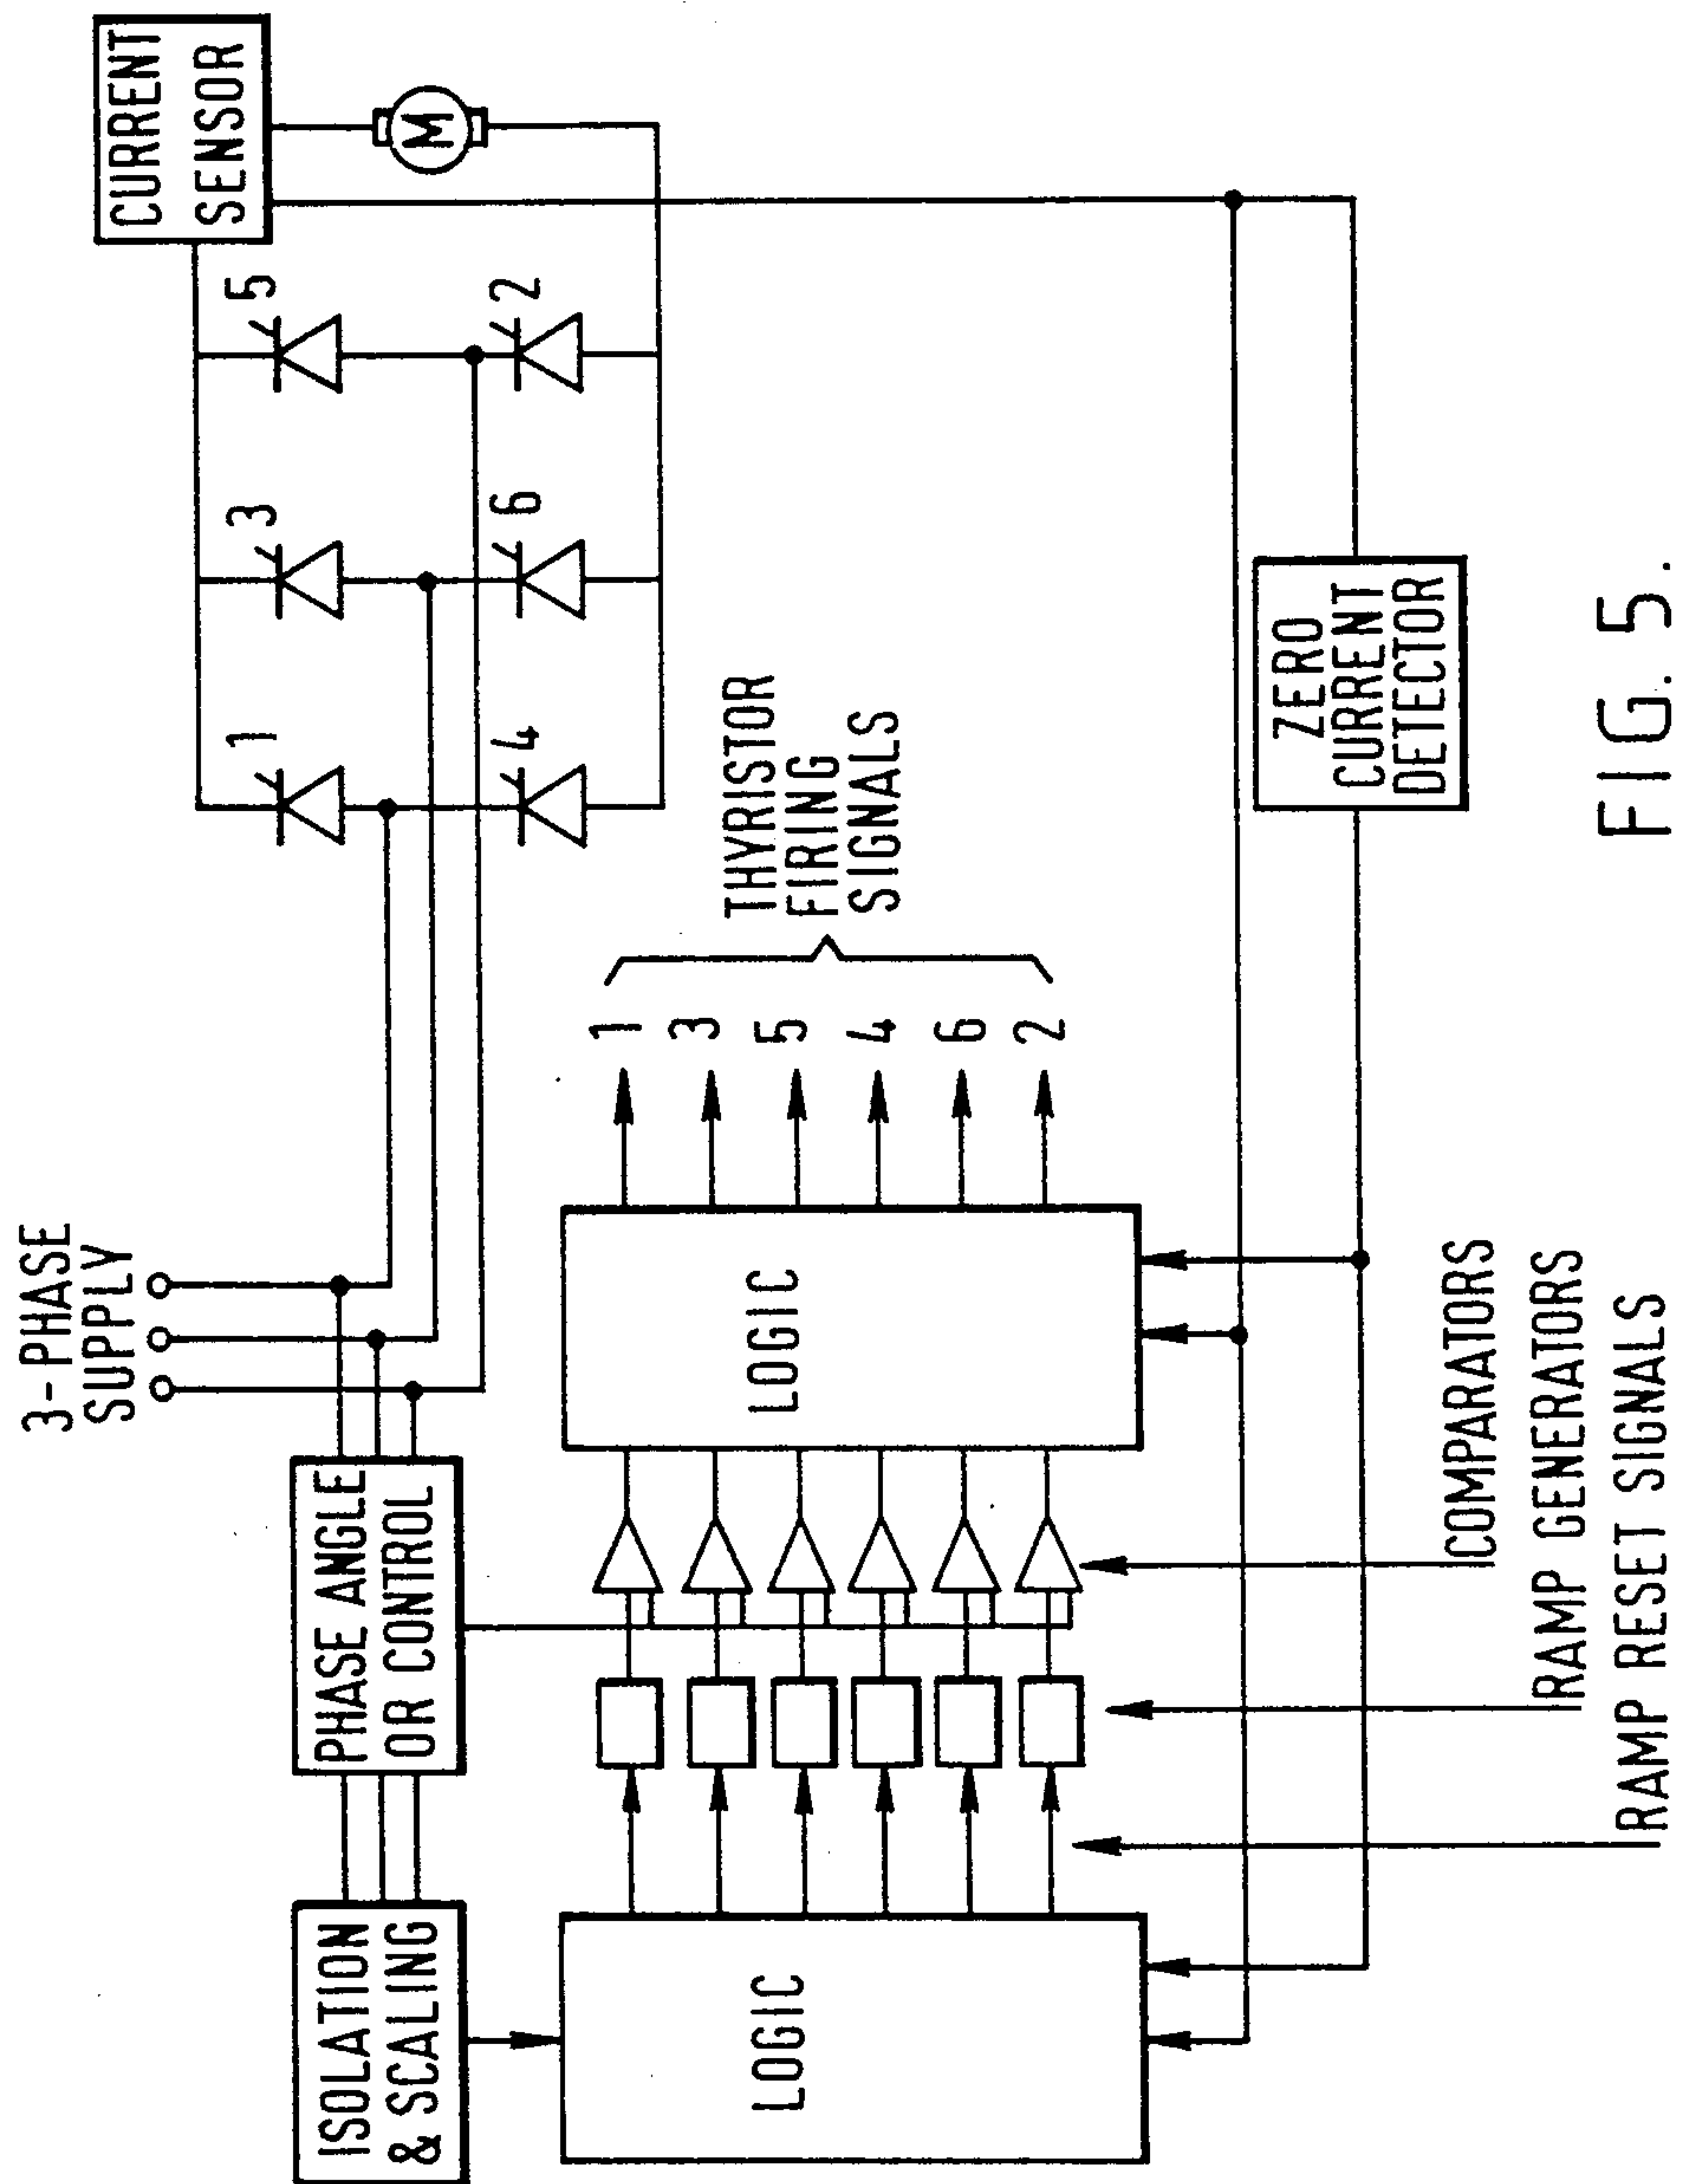 3-PHASE
SUPPLY
CURRENT
SENSOR
M
1
3
5
4
6
2
ISOLATION
& SCALING
PHASE ANGLE
OR CONTROL
LOGIC
LOGIC
1
3
5
4
6
2
THYRISTOR
FIRING
SIGNALS
ZERO
CURRENT
DETECTOR
COMPARATORS
RAMP GENERATORS
RAMP RESET SIGNALS
FIG. 5.